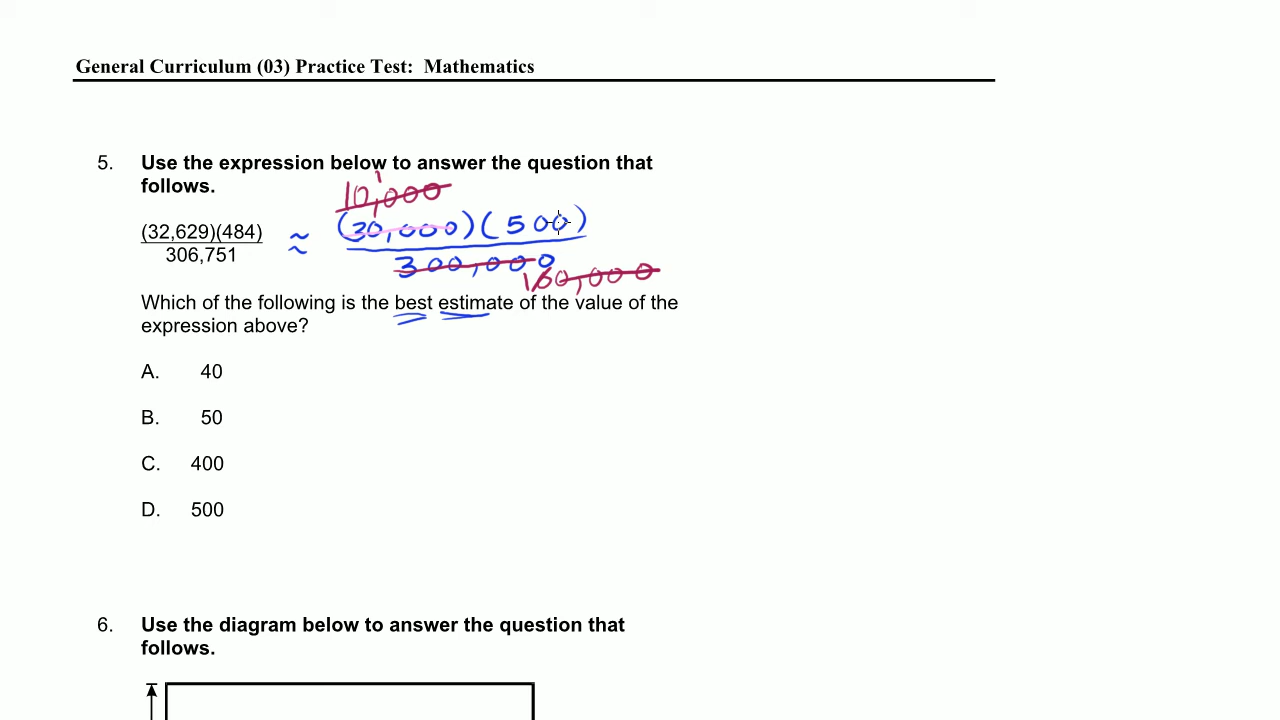 General Curriculum (03) Practice Test: Mathematics
5. Use the expression below to answer the question that
follows.
1
10,000
(32,629)(484) ≈ (30,000)(500)
306,751 300,000
100,000
Which of the following is the best estimate of the value of the
expression above?
A. 40
B. 50
C. 400
D. 500
6. Use the diagram below to answer the question that
follows.